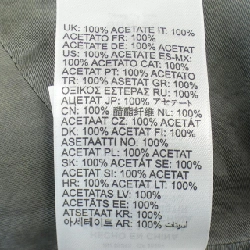 UK: 100% ACETATE IT: 100%
ACETATO FR: 100%
ACETATE DE: 100% ACETAT
US: 100% ACETATE ES-MX:
100% ACETATO CAT: 100%
ACETAT PT: 100% ACETATO
TR: 100% ASETAT GR: 100%
ΟΞΙΚΟΣ ΕΣΤΕΡΑΣ RU: 100%
АЦЕТАТ JP: 100% アセテート
CN: 100% 醋酯纤维 NL: 100%
ACETAAT CZ: 100% ACETÁT
DK: 100% ACETAT FI: 100%
ASETAATTI NO: 100%
ACETAT PL: 100% ACETAT
SK: 100% ACETÁT SE: 100%
ACETAT SI: 100% ACETAT
HR: 100% ACETAT LT: 100%
ACETATAS LV: 100%
ACETĀTS EE: 100%
ATSETAAT KR: 100%
아세테이트 AR: 100%